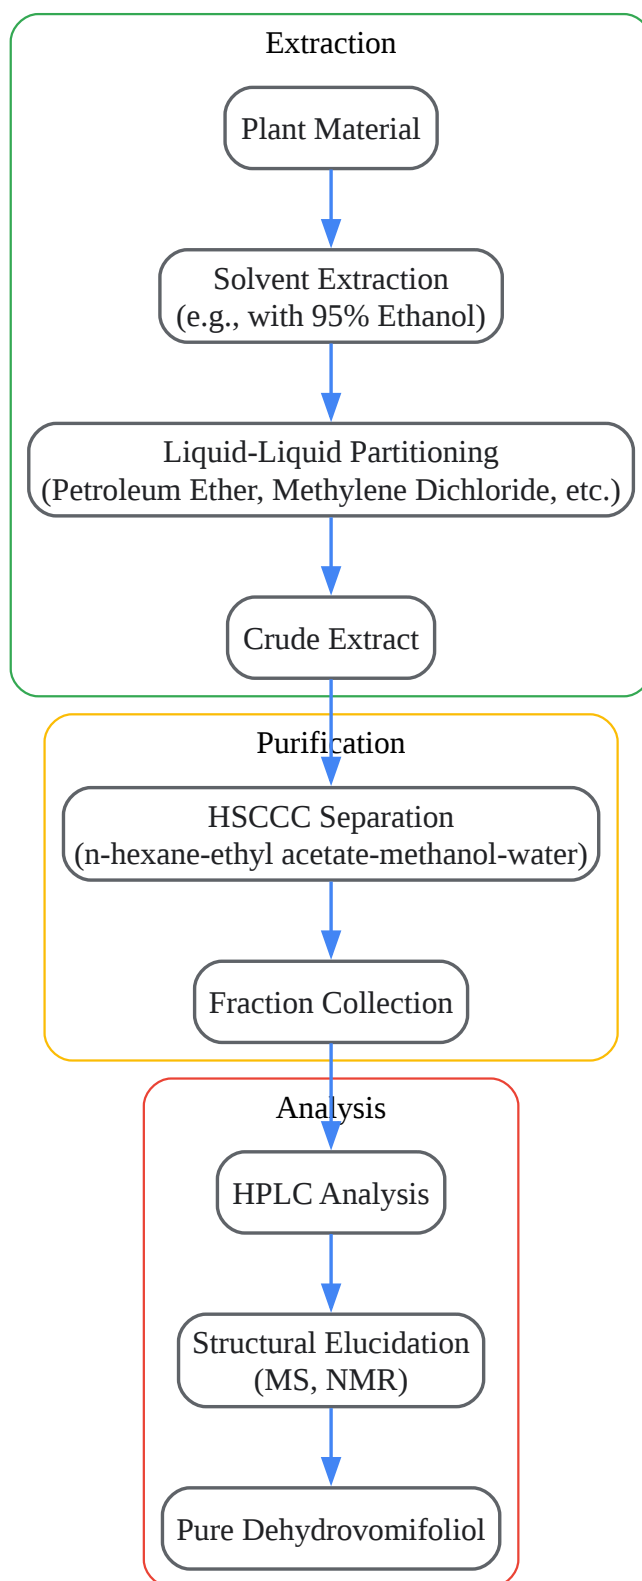 Extraction
Plant Material
Solvent Extraction
(e.g., with 95% Ethanol)
Liquid-Liquid Partitioning
(Petroleum Ether, Methylene Dichloride, etc.)
Crude Extract
Purification
HSCCC Separation
(n-hexane-ethyl acetate-methanol-water)
Fraction Collection
Analysis
HPLC Analysis
Structural Elucidation
(MS, NMR)
Pure Dehydrovomifoliol